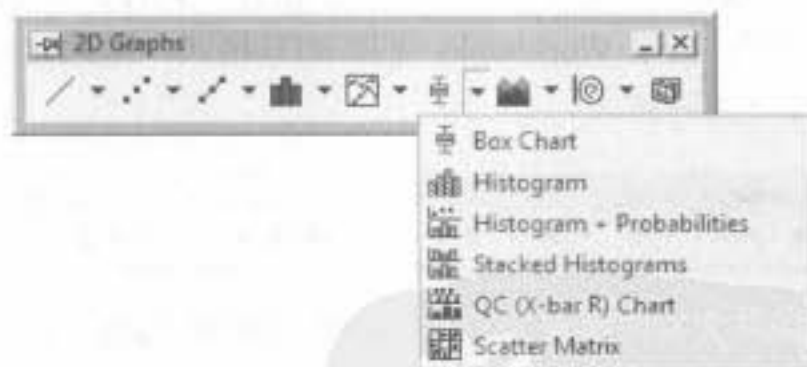 2D Graphs
Box Chart
Histogram
Histogram + Probabilities
Stacked Histograms
QC (X-bar R) Chart
Scatter Matrix